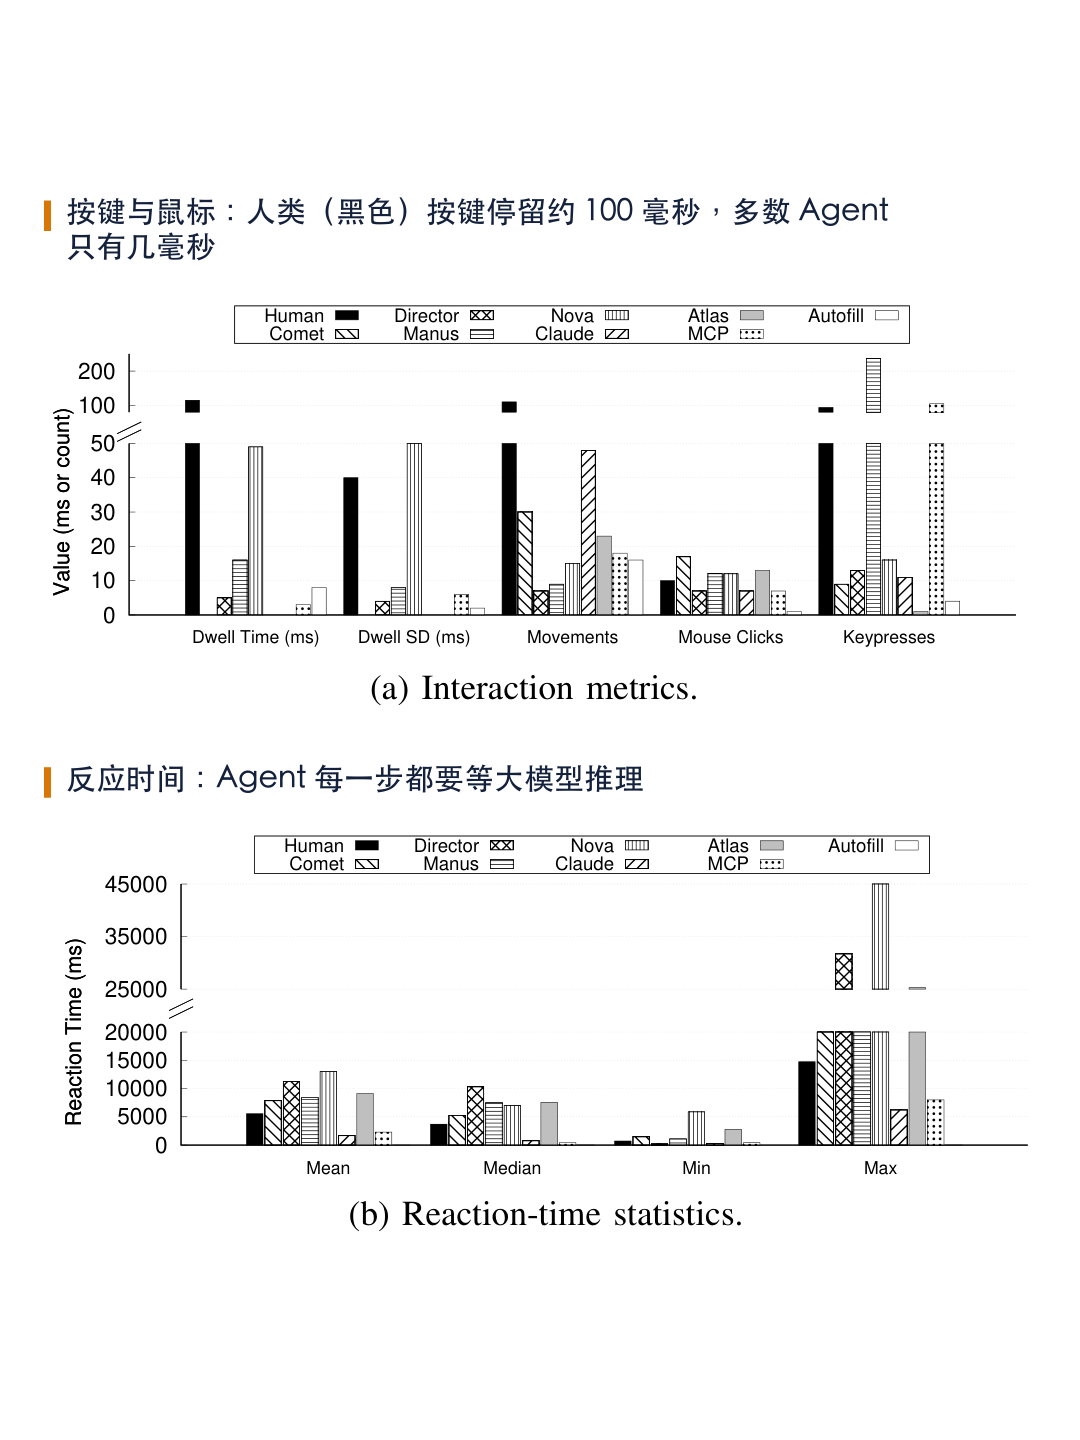 按键与鼠标：人类（黑色）按键停留约 100 毫秒，多数 Agent
只有几毫秒
Human Director Nova Atlas Autofill
Comet Manus Claude MCP
200
100
50
40
30
20
10
0
Value (ms or count)
Dwell Time (ms) Dwell SD (ms) Movements Mouse Clicks Keypresses
(a) Interaction metrics.
反应时间：Agent 每一步都要等大模型推理
Human Director Nova Atlas Autofill
Comet Manus Claude MCP
45000
35000
25000
20000
15000
10000
5000
0
Reaction Time (ms)
Mean Median Min Max
(b) Reaction-time statistics.